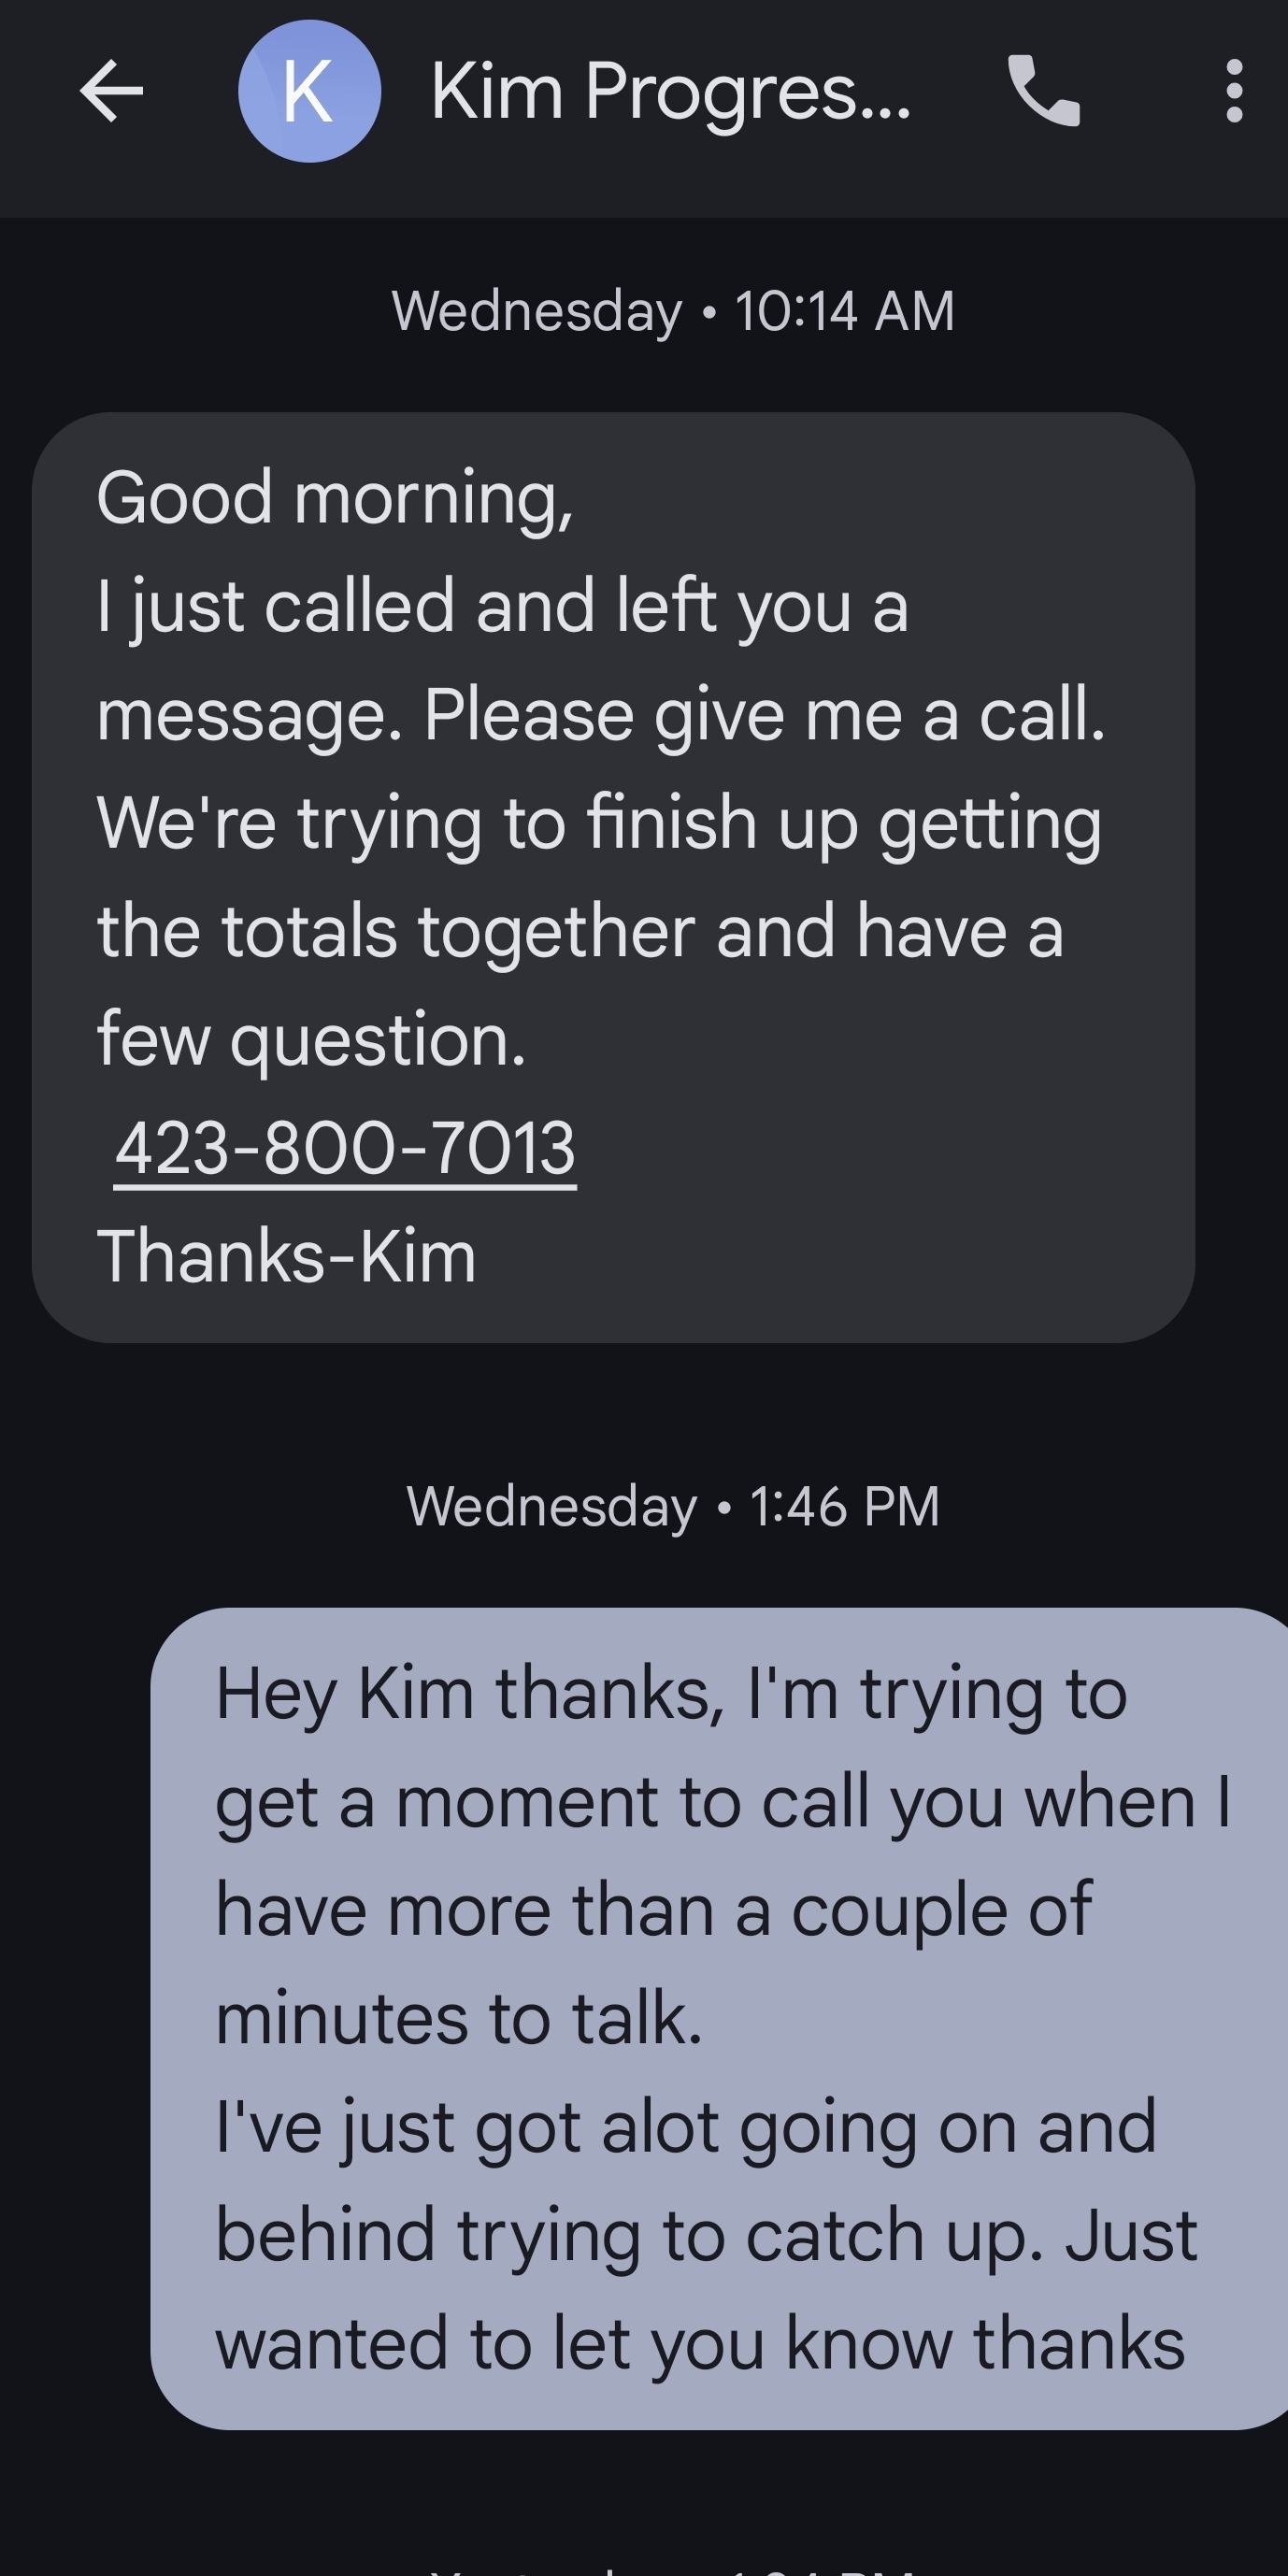 K
Kim Progres...
Wednesday • 10:14 AM
Good morning,
I just called and left you a
message. Please give me a call.
We're trying to finish up getting
the totals together and have a
few question.
423-800-7013
Thanks-Kim
Wednesday • 1:46 PM
Hey Kim thanks, I'm trying to
get a moment to call you when I
have more than a couple of
minutes to talk.
I've just got alot going on and
behind trying to catch up. Just
wanted to let you know thanks